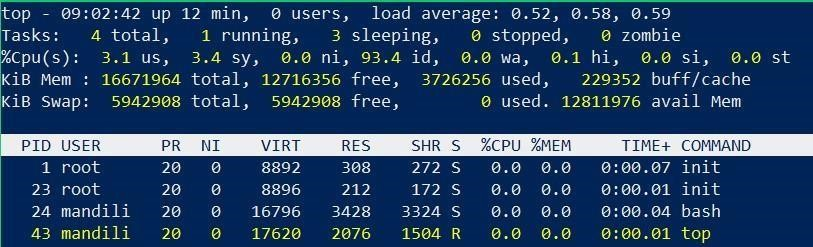 top - 09:02:42 up 12 min,  0 users,  load average: 0.52, 0.58, 0.59
Tasks:   4 total,   1 running,   3 sleeping,   0 stopped,   0 zombie
%Cpu(s):  3.1 us,  3.4 sy,  0.0 ni, 93.4 id,  0.0 wa,  0.1 hi,  0.0 si,  0.0 st
KiB Mem : 16671964 total, 12716356 free,  3726256 used,   229352 buff/cache
KiB Swap:  5942908 total,  5942908 free,        0 used. 12811976 avail Mem
PID USER      PR  NI    VIRT    RES    SHR S  %CPU %MEM     TIME+ COMMAND
1 root      20   0    8892    308    272 S   0.0  0.0   0:00.07 init
23 root      20   0    8896    212    172 S   0.0  0.0   0:00.01 init
24 mandili   20   0   16796   3428   3324 S   0.0  0.0   0:00.04 bash
43 mandili   20   0   17620   2076   1504 R   0.0  0.0   0:00.01 top